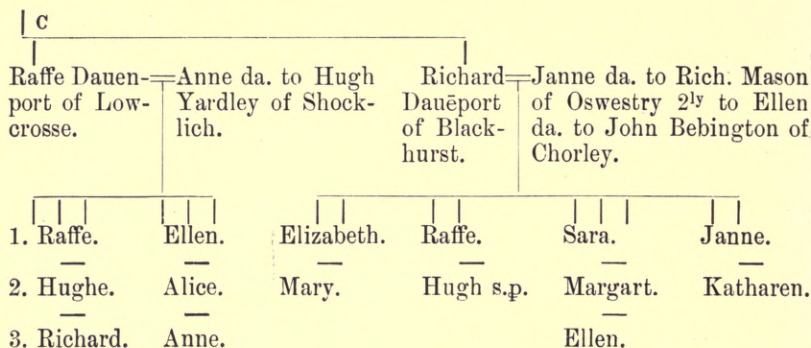 C
Raffe Dauen- Anne da. to Hugh Richard Janne da. to Rich. Mason
port of Low- Yardley of Shock- Dauēport of Oswestry 2ly to Ellen
crosse. lich. of Black- da. to John Bebington of
hurst. Chorley.
1. Raffe. Ellen. Elizabeth. Raffe. Sara. Janne.
2. Hughe. Alice. Mary. Hugh s.p. Margart. Katharen.
3. Richard. Anne. Ellen.